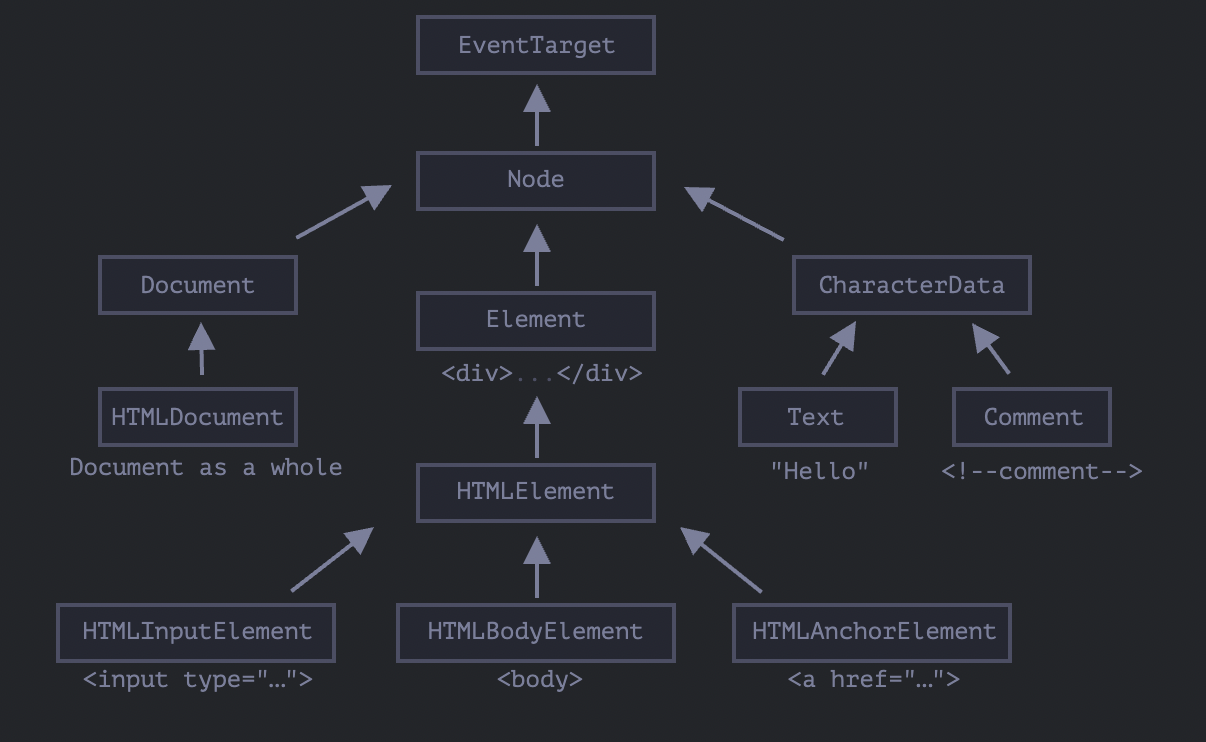 EventTarget
Node
Document
CharacterData
Element
<div>...</div>
HTMLDocument
Text
Comment
Document as a whole
"Hello"
<!--comment-->
HTMLElement
HTMLInputElement
HTMLBodyElement
HTMLAnchorElement
<input type="…">
<body>
<a href="…">